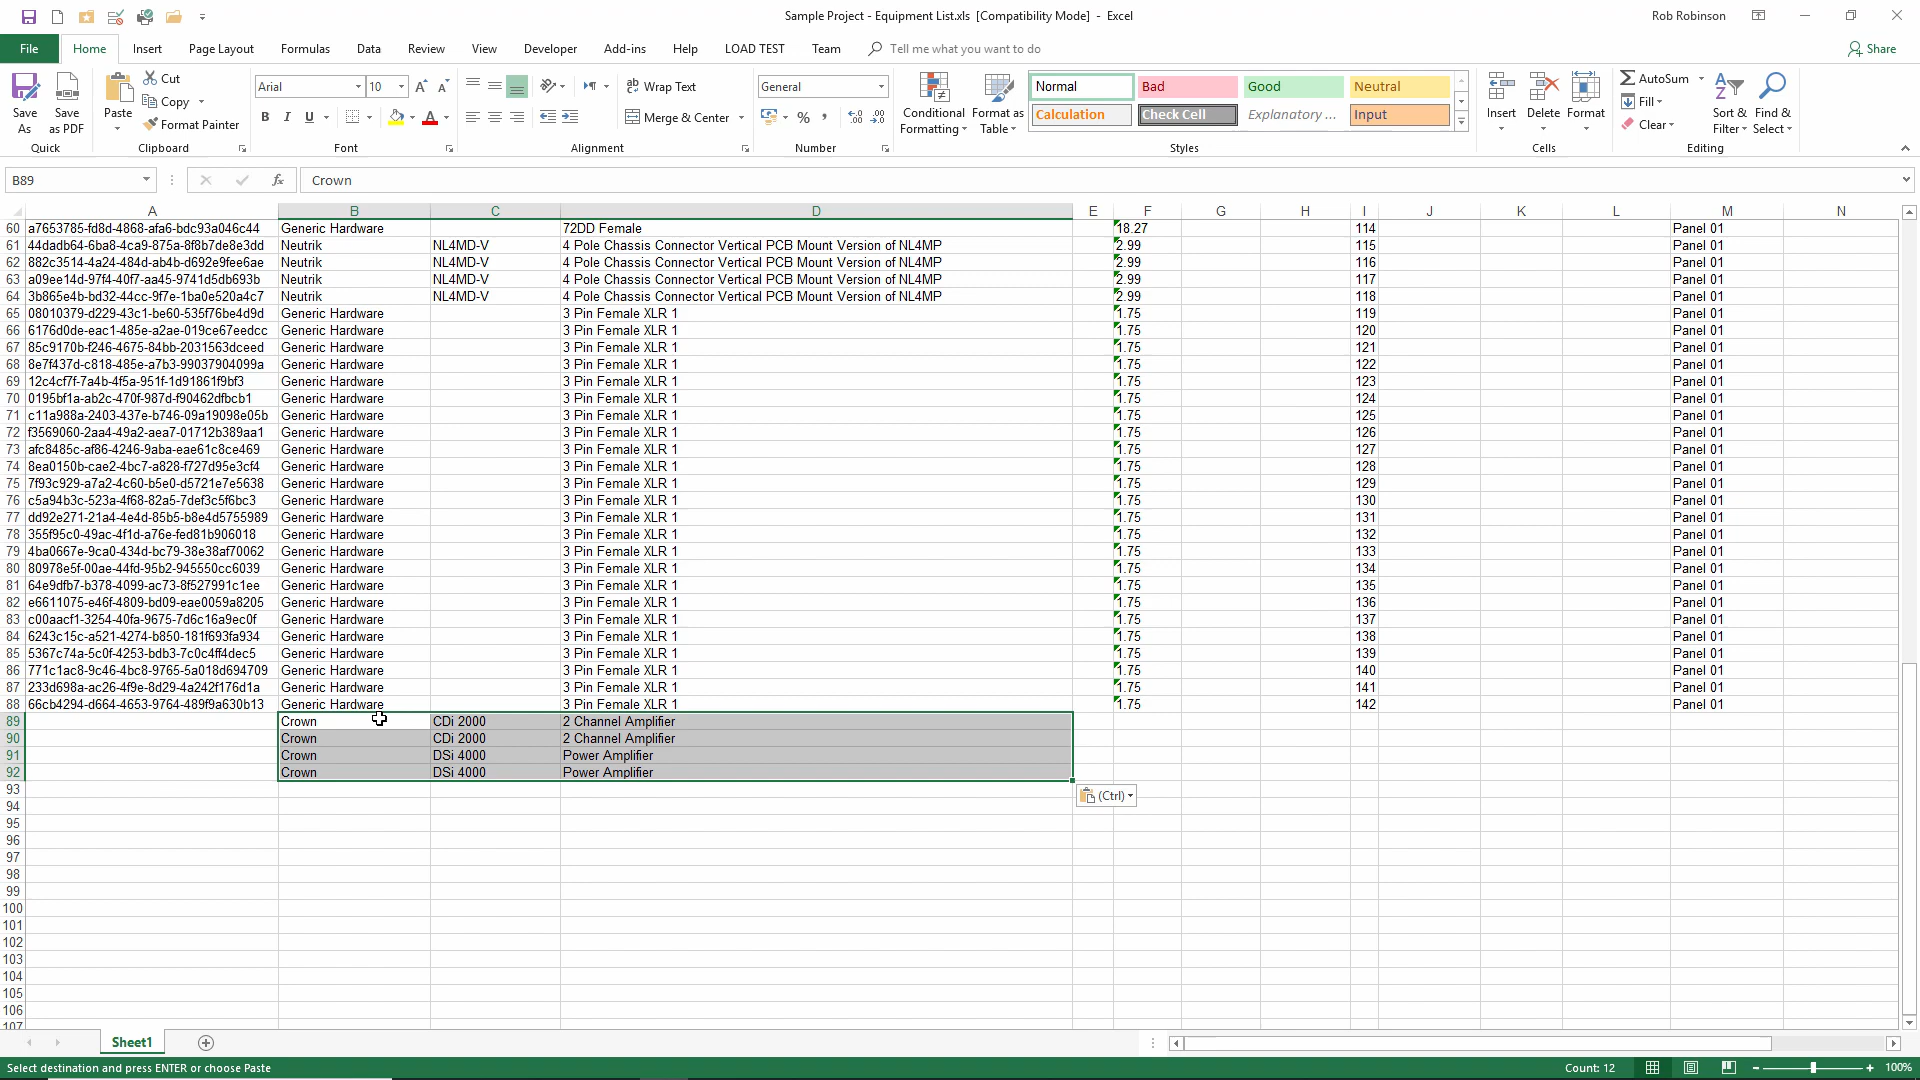 Sample Project - Equipment List.xls [Compatibility Mode] - Excel
Rob Robinson
File Home Insert Page Layout Formulas Data Review View Developer Add-ins Help LOAD TEST Team Tell me what you want to do Share
Save As
Save as PDF
Quick
Paste
Cut
Copy
Format Painter
Clipboard
Arial 10
B I U
Font
Wrap Text
Merge & Center
Alignment
General
Number
Conditional Formatting
Format as Table
Normal Bad Good Neutral
Calculation Check Cell Explanatory ... Input
Styles
Insert Delete Format
Cells
AutoSum
Fill
Clear
Sort & Filter
Find & Select
Editing
B89 fx Crown
A B C D E F G H I J K L M N
60 a7653785-fd8d-4868-afa6-bdc93a046c44 Generic Hardware 72DD Female 18.27 114 Panel 01
61 44dadb64-6ba8-4ca9-875a-8f8b7de8e3dd Neutrik NL4MD-V 4 Pole Chassis Connector Vertical PCB Mount Version of NL4MP 2.99 115 Panel 01
62 882c3514-4a24-484d-ab4b-d692e9fee6ae Neutrik NL4MD-V 4 Pole Chassis Connector Vertical PCB Mount Version of NL4MP 2.99 116 Panel 01
63 a09ee14d-97f4-40f7-aa45-9741d5db693b Neutrik NL4MD-V 4 Pole Chassis Connector Vertical PCB Mount Version of NL4MP 2.99 117 Panel 01
64 3b865e4b-bd32-44cc-9f7e-1ba0e520a4c7 Neutrik NL4MD-V 4 Pole Chassis Connector Vertical PCB Mount Version of NL4MP 2.99 118 Panel 01
65 08010379-d229-43c1-be60-535f76be4d9d Generic Hardware 3 Pin Female XLR 1 1.75 119 Panel 01
66 6176d0de-eac1-485e-a2ae-019ce67eedcc Generic Hardware 3 Pin Female XLR 1 1.75 120 Panel 01
67 85c9170b-f246-4675-84bb-2031563dceed Generic Hardware 3 Pin Female XLR 1 1.75 121 Panel 01
68 8e7f437d-c818-485e-a7b3-99037904099a Generic Hardware 3 Pin Female XLR 1 1.75 122 Panel 01
69 12c4cf7f-7a4b-4f5a-951f-1d91861f9bf3 Generic Hardware 3 Pin Female XLR 1 1.75 123 Panel 01
70 0195bf1a-ab2c-470f-987d-f90462dfbcb1 Generic Hardware 3 Pin Female XLR 1 1.75 124 Panel 01
71 c11a988a-2403-437e-b746-09a19098e05b Generic Hardware 3 Pin Female XLR 1 1.75 125 Panel 01
72 f3569060-2aa4-49a2-aea7-01712b389aa1 Generic Hardware 3 Pin Female XLR 1 1.75 126 Panel 01
73 afc8485c-af86-4246-9aba-eae61c8ce469 Generic Hardware 3 Pin Female XLR 1 1.75 127 Panel 01
74 8ea0150b-cae2-4bc7-a828-f727d95e3cf4 Generic Hardware 3 Pin Female XLR 1 1.75 128 Panel 01
75 7f93c929-a7a2-4c60-b5e0-d5721e7e5638 Generic Hardware 3 Pin Female XLR 1 1.75 129 Panel 01
76 c5a94b3c-523a-4f68-82a5-7def3c5f6bc3 Generic Hardware 3 Pin Female XLR 1 1.75 130 Panel 01
77 dd92e271-21a4-4e4d-85b5-b8e4d5755989 Generic Hardware 3 Pin Female XLR 1 1.75 131 Panel 01
78 355f95c0-49ac-4f1d-a76e-fed81b906018 Generic Hardware 3 Pin Female XLR 1 1.75 132 Panel 01
79 4ba0667e-9ca0-434d-bc79-38e38af70062 Generic Hardware 3 Pin Female XLR 1 1.75 133 Panel 01
80 80978e5f-00ae-44fd-95b2-945550cc6039 Generic Hardware 3 Pin Female XLR 1 1.75 134 Panel 01
81 64e9dfb7-b378-4099-ac73-8f527991c1ee Generic Hardware 3 Pin Female XLR 1 1.75 135 Panel 01
82 e6611075-e46f-4809-bd09-eae0059a8205 Generic Hardware 3 Pin Female XLR 1 1.75 136 Panel 01
83 c00aacf1-3254-40fa-9675-7d6c16a9ec0f Generic Hardware 3 Pin Female XLR 1 1.75 137 Panel 01
84 6243c15c-a521-4274-b850-181f693fa934 Generic Hardware 3 Pin Female XLR 1 1.75 138 Panel 01
85 5367c74a-5c0f-4253-bdb3-7c0c4ff4dec5 Generic Hardware 3 Pin Female XLR 1 1.75 139 Panel 01
86 771c1ac8-9c46-4bc8-9765-5a018d694709 Generic Hardware 3 Pin Female XLR 1 1.75 140 Panel 01
87 233d698a-ac26-4f9e-8d29-4a242f176d1a Generic Hardware 3 Pin Female XLR 1 1.75 141 Panel 01
88 66cb4294-d664-4653-9764-489f9a630b13 Generic Hardware 3 Pin Female XLR 1 1.75 142 Panel 01
89 Crown CDi 2000 2 Channel Amplifier
90 Crown CDi 2000 2 Channel Amplifier
91 Crown DSi 4000 Power Amplifier
92 Crown DSi 4000 Power Amplifier
93 (Ctrl)
94
95
96
97
98
99
100
101
102
103
104
105
106
107
Sheet1
Select destination and press ENTER or choose Paste Count: 12 100%